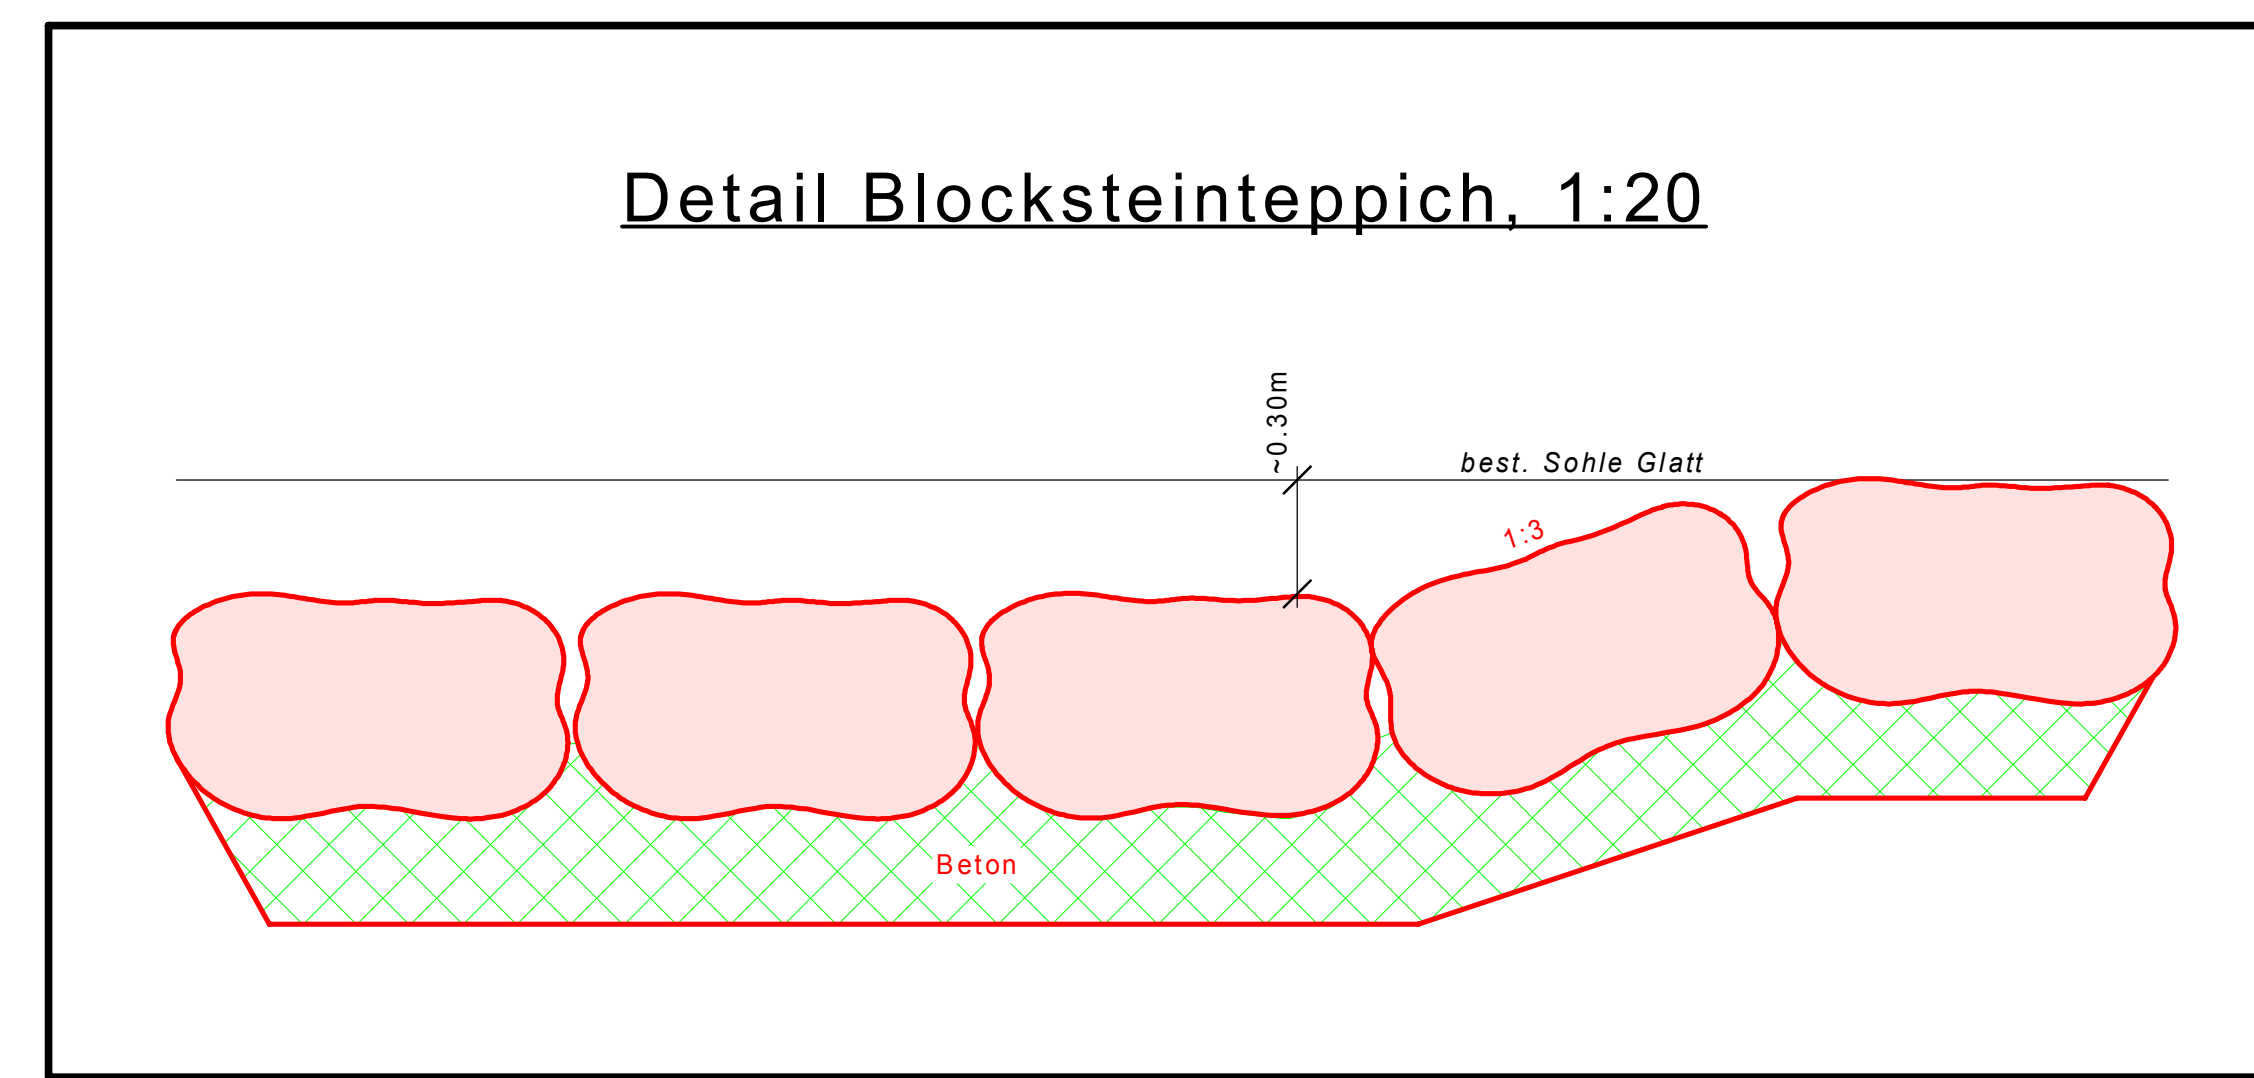 Detail Blocksteinteppich, 1:20
~0.30m
best. Sohle Glatt
1:3
Beton